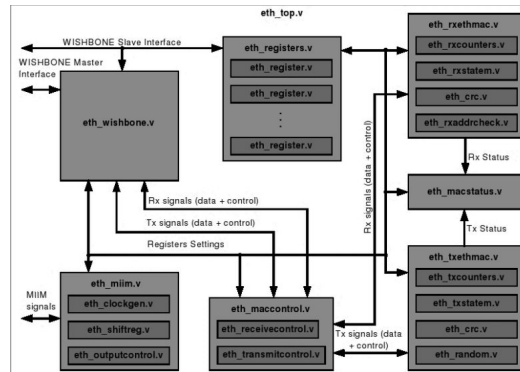 eth_top.v
WISHBONE Slave Interface
WISHBONE Master
Interface
eth_wishbone.v
eth_registers.v
eth_register.v
eth_register.v
eth_register.v
eth_rxethmac.v
eth_rxcounters.v
eth_rxstatem.v
eth_crc.v
eth_rxaddrcheck.v
Rx Status
eth_macstatus.v
Tx Status
Rx signals (data + control)
Rx signals (data + control)
Tx signals (data + control)
Registers Settings
eth_miim.v
eth_clockgen.v
eth_shiftreg.v
eth_outputcontrol.v
MIIM
signals
eth_maccontrol.v
eth_receivecontrol.v
eth_transmitcontrol.v
Tx signals (data +
control)
eth_txethmac.v
eth_txcounters.v
eth_txstatem.v
eth_crc.v
eth_random.v